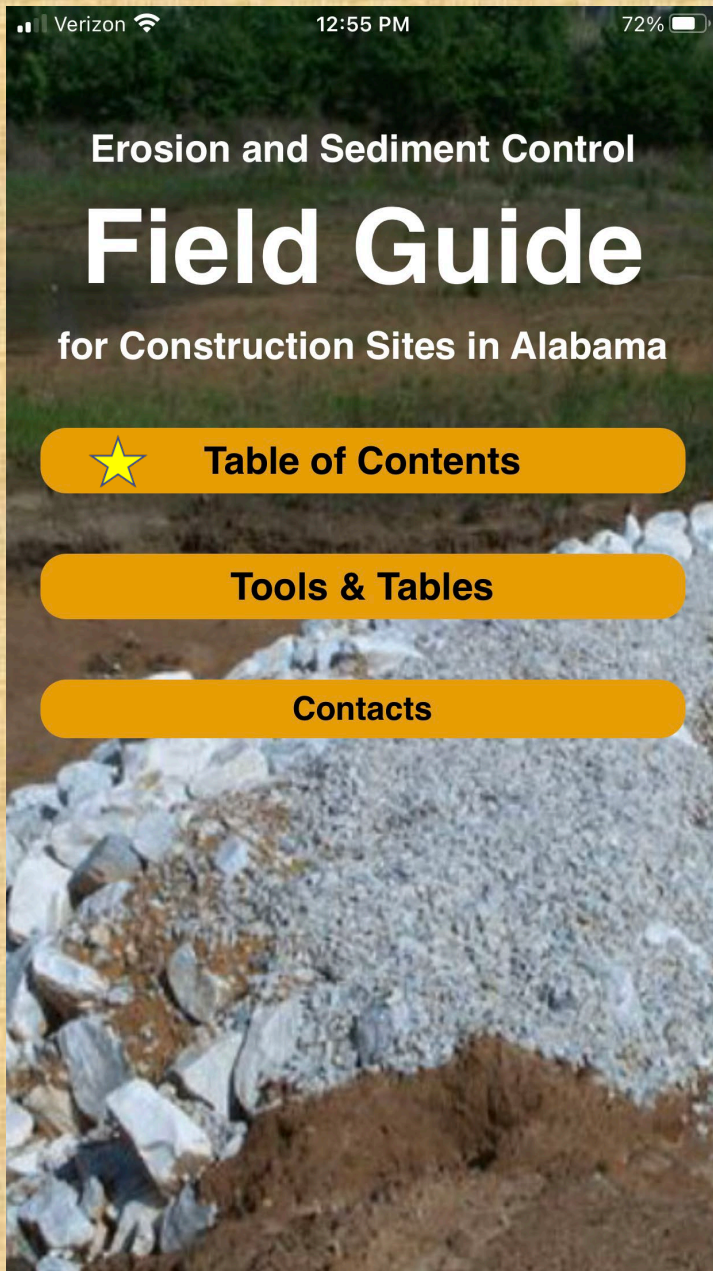 Verizon 12:55 PM 72%
Erosion and Sediment Control
Field Guide
for Construction Sites in Alabama
Table of Contents
Tools & Tables
Contacts